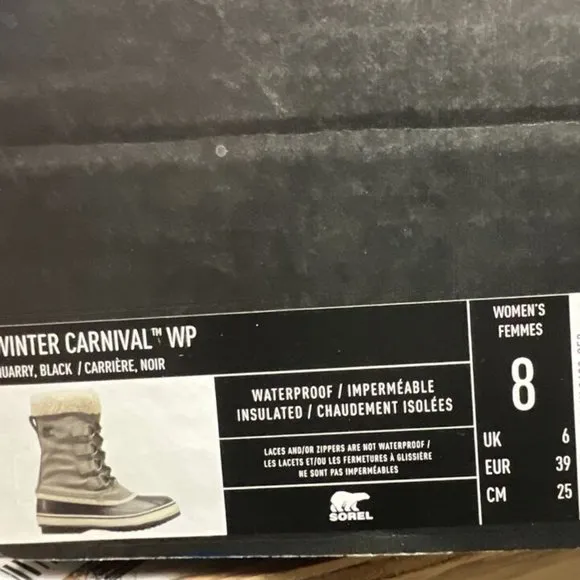 WINTER CARNIVAL™ WP
QUARRY, BLACK / CARRIÈRE, NOIR
WATERPROOF / IMPERMÉABLE
INSULATED / CHAUDEMENT ISOLÉES
LACES AND/OR ZIPPERS ARE NOT WATERPROOF /
LES LACETS ET/OU LES FERMETURES À GLISSIÈRE
NE SONT PAS IMPERMÉABLES
SOREL
WOMEN'S
FEMMES
8
UK 6
EUR 39
CM 25